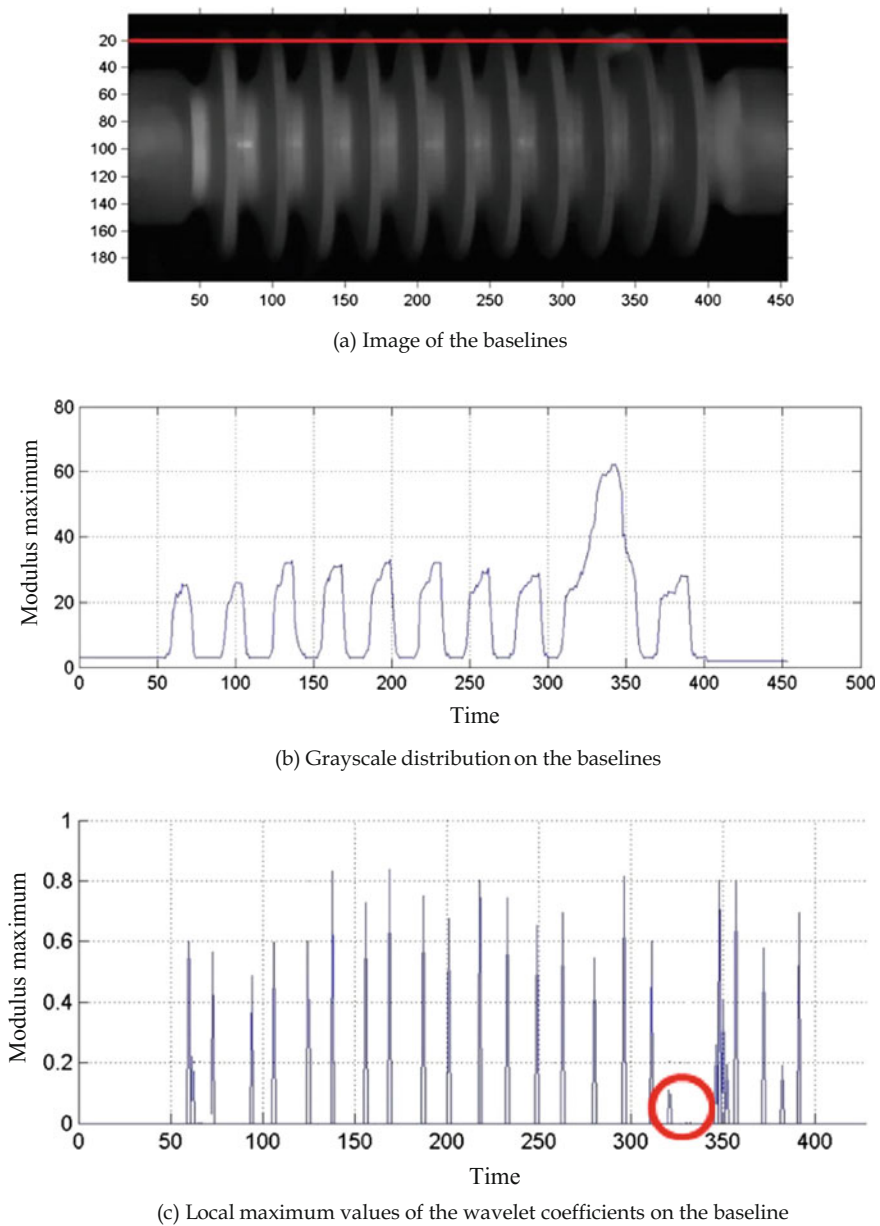 20
40
60
80
100
120
140
160
180
50 100 150 200 250 300 350 400 450
(a) Image of the baselines
80
60
40
20
0
Modulus maximum
0 50 100 150 200 250 300 350 400 450 500
Time
(b) Grayscale distribution on the baselines
1
0.8
0.6
0.4
0.2
0
Modulus maximum
0 50 100 150 200 250 300 350 400
Time
(c) Local maximum values of the wavelet coefficients on the baseline